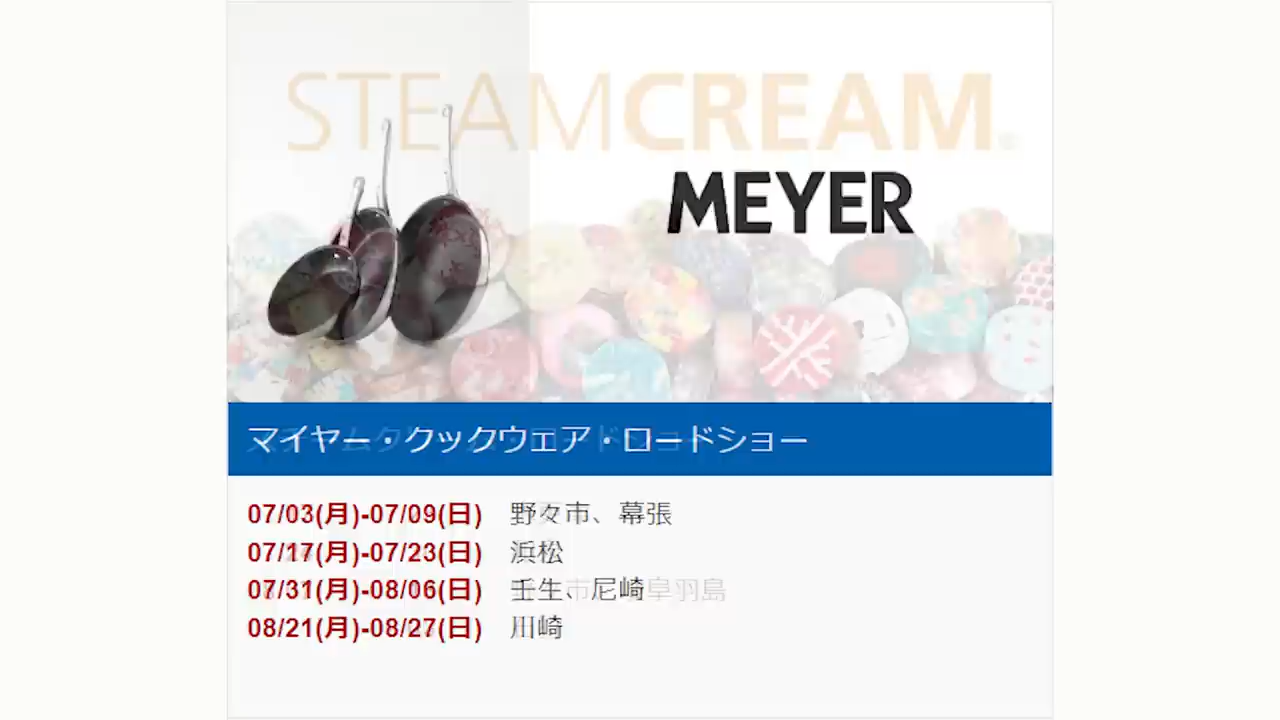 STEAMCREAM
MEYER
マイヤー・クックウェア・ロードショー
07/03(月)-07/09(日) 野々市、幕張
07/17(月)-07/23(日) 浜松
07/31(月)-08/06(日) 壬生、尼崎
08/21(月)-08/27(日) 川崎